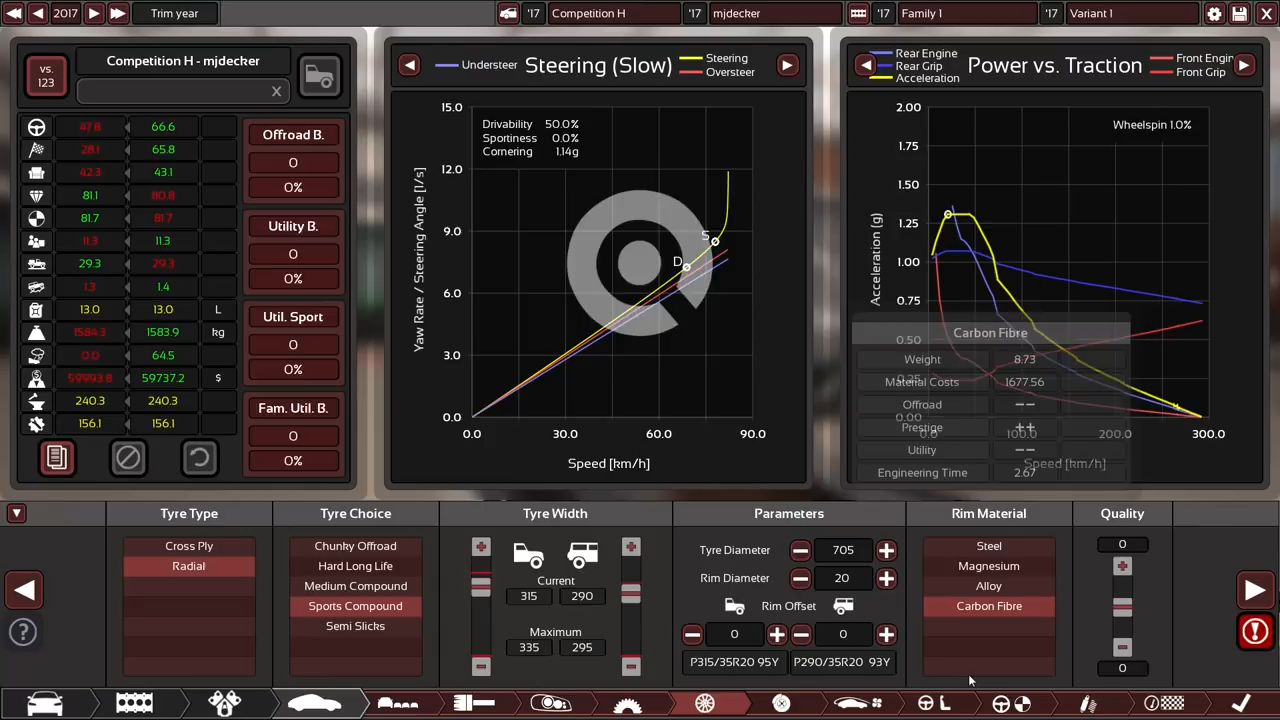 2017 Trim year '17 Competition H '17 mjdecker '17 Family 1 '17 Variant 1
vs. 123
Competition H - mjdecker
X
47.8 66.6
28.1 65.8
42.3 43.1
81.1 80.8
81.7 81.7
11.3 11.3
29.3 29.3
1.3 1.4
13.0 13.0 L
1584.3 1583.9 kg
0.0 64.5
59993.8 59737.2 $
240.3 240.3
156.1 156.1
Offroad B.
0
0%
Utility B.
0
0%
Util. Sport
0
0%
Fam. Util. B.
0
0%
Understeer Steering (Slow) Steering
Oversteer
15.0
12.0
9.0
6.0
3.0
0.0
Drivability 50.0%
Sportiness 0.0%
Cornering 1.14g
Yaw Rate / Steering Angle [1/s]
S
D
0.0 30.0 60.0 90.0
Speed [km/h]
Rear Engine
Rear Grip
Acceleration
Power vs. Traction
Front Engin
Front Grip
2.00
1.75
1.50
1.25
1.00
0.75
0.50
0.25
0.00
Wheelspin 1.0%
Acceleration (g)
0.0 100.0 200.0 300.0
Speed [km/h]
Carbon Fibre
Weight 8.73
Material Costs 1677.56
Offroad --
Prestige ++
Utility --
Engineering Time 2.67
Tyre Type
Cross Ply
Radial
Tyre Choice
Chunky Offroad
Hard Long Life
Medium Compound
Sports Compound
Semi Slicks
Tyre Width
Current
315 290
Maximum
335 295
Parameters
Tyre Diameter 705
Rim Diameter 20
Rim Offset
0 0
P315/35R20 95Y P290/35R20 93Y
Rim Material
Steel
Magnesium
Alloy
Carbon Fibre
Quality
0
0